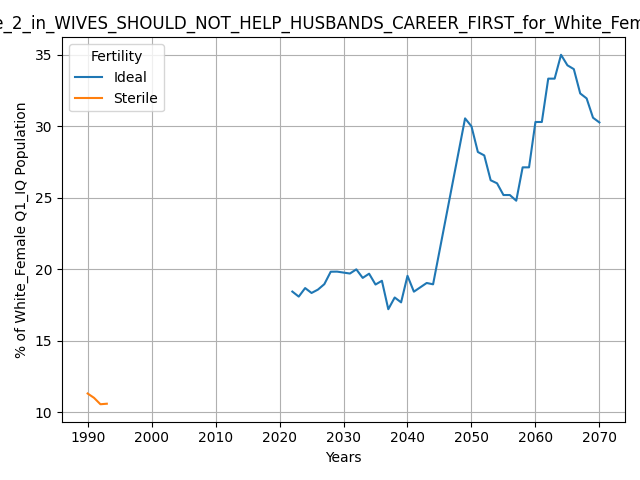 e_2_in_WIVES_SHOULD_NOT_HELP_HUSBANDS_CAREER_FIRST_for_White_Fem
Fertility
Ideal
Sterile
% of White_Female Q1_IQ Population
35
30
25
20
15
10
1990 2000 2010 2020 2030 2040 2050 2060 2070
Years